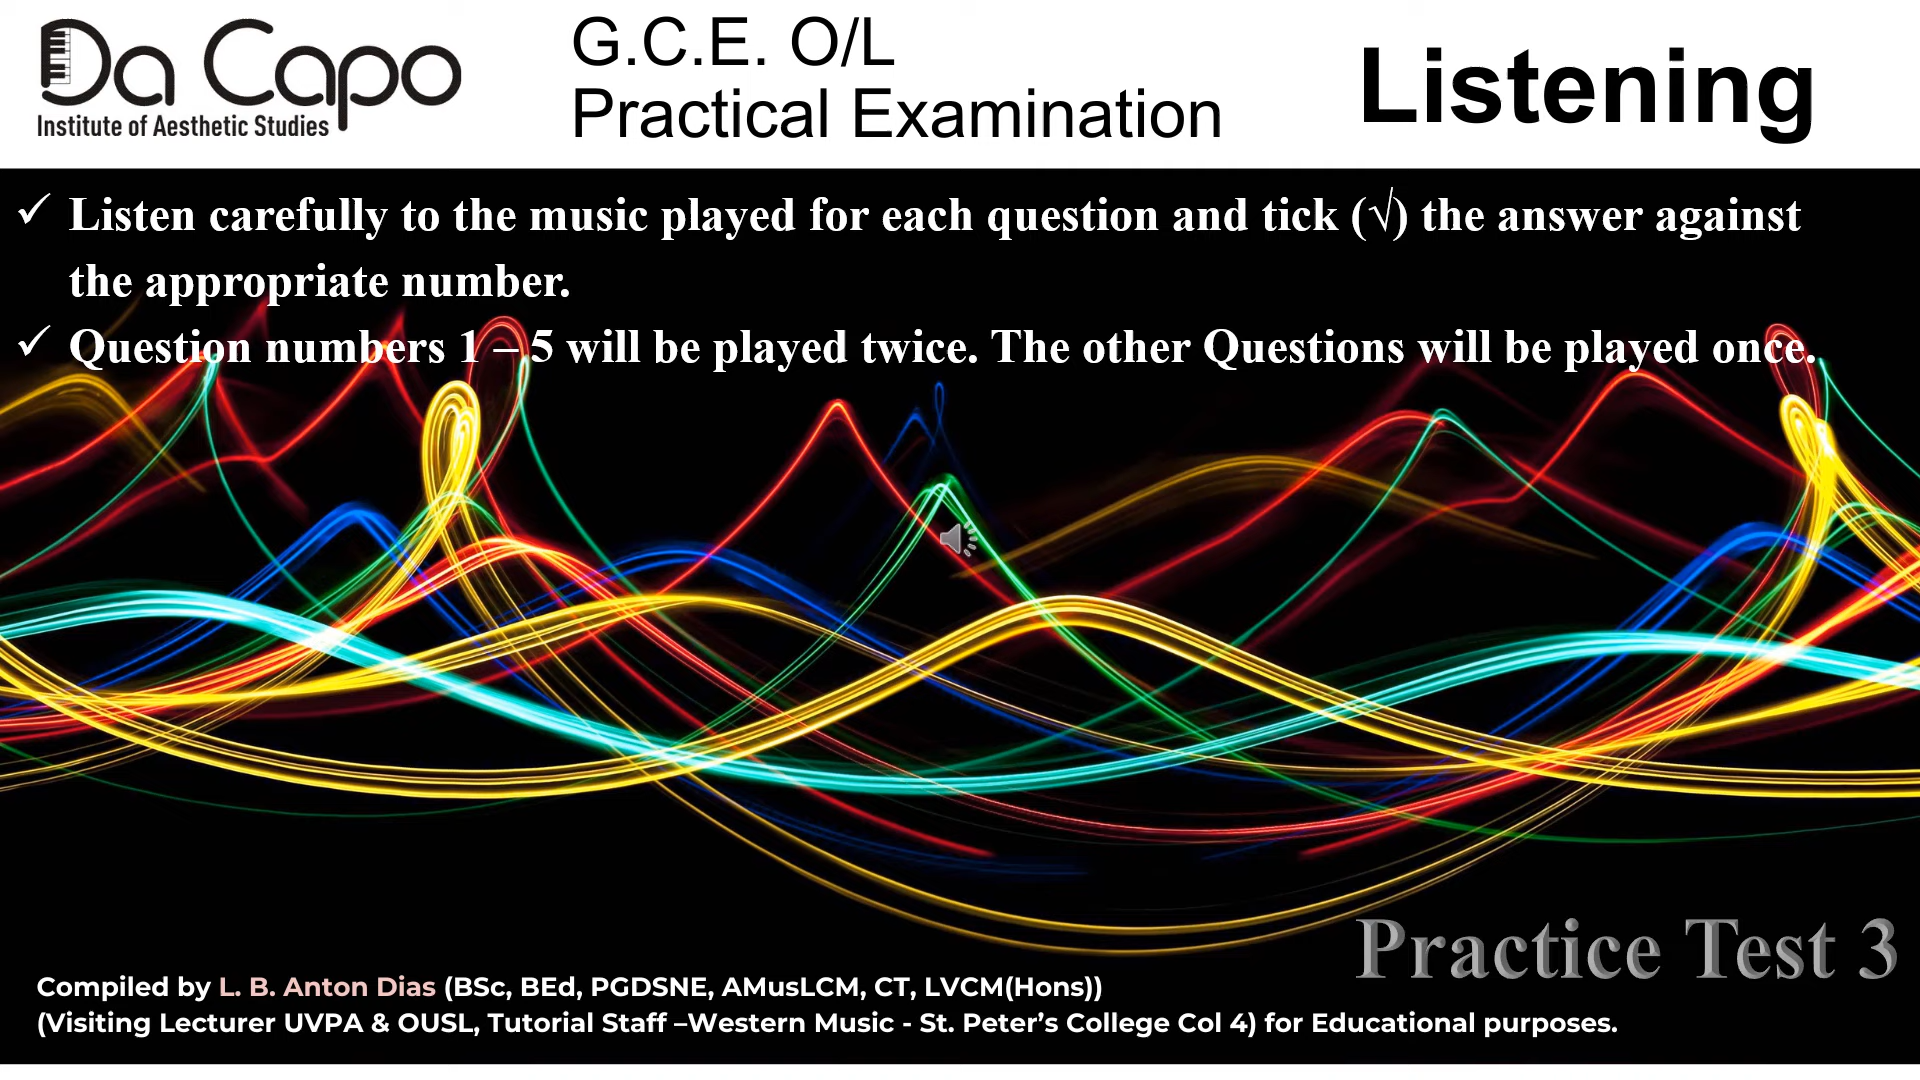 Da Capo
Institute of Aesthetic Studies
G.C.E. O/L
Practical Examination
Listening
✓ Listen carefully to the music played for each question and tick (√) the answer against
the appropriate number.
✓ Question numbers 1 – 5 will be played twice. The other Questions will be played once.
Practice Test 3
Compiled by L. B. Anton Dias (BSc, BEd, PGDSNE, AMusLCM, CT, LVCM(Hons))
(Visiting Lecturer UVPA & OUSL, Tutorial Staff –Western Music - St. Peter’s College Col 4) for Educational purposes.